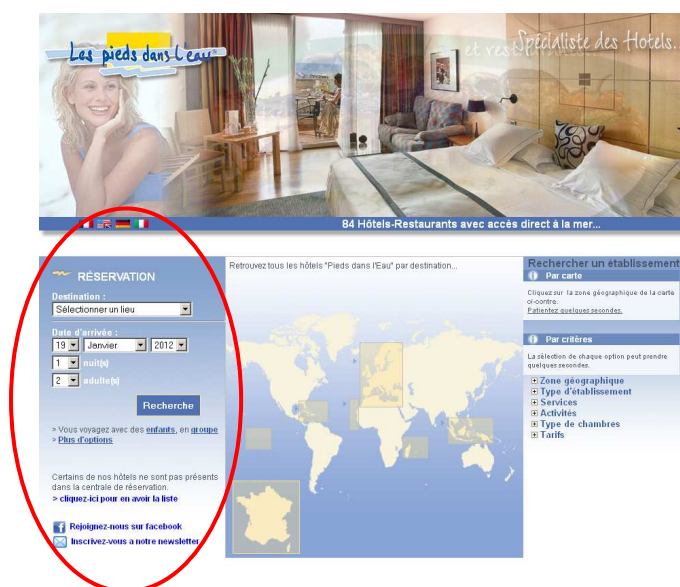 Les pieds dans l'eau
et res
Spécialiste des Hotels..
84 Hôtels-Restaurants avec accès direct à la mer...
RÉSERVATION
Destination :
Sélectionner un lieu
Date d'arrivée :
19 Janvier 2012
1 nuit(s)
2 adulte(s)
Recherche
> Vous voyagez avec des enfants, en groupe
> Plus d'options
Certains de nos hôtels ne sont pas présents
dans la centrale de réservation.
> cliquez-ici pour en avoir la liste
Rejoignez-nous sur facebook
Inscrivez-vous a notre newsletter
Retrouvez tous les hôtels "Pieds dans l'Eau" par destination...
Rechercher un établissement
Par carte
Cliquez sur la zone géographique de la carte
ci-contre.
Patientez quelques secondes.
Par critères
La sélection de chaque option peut prendre
quelques secondes.
Zone géographique
Type d'établissement
Services
Activités
Type de chambres
Tarifs